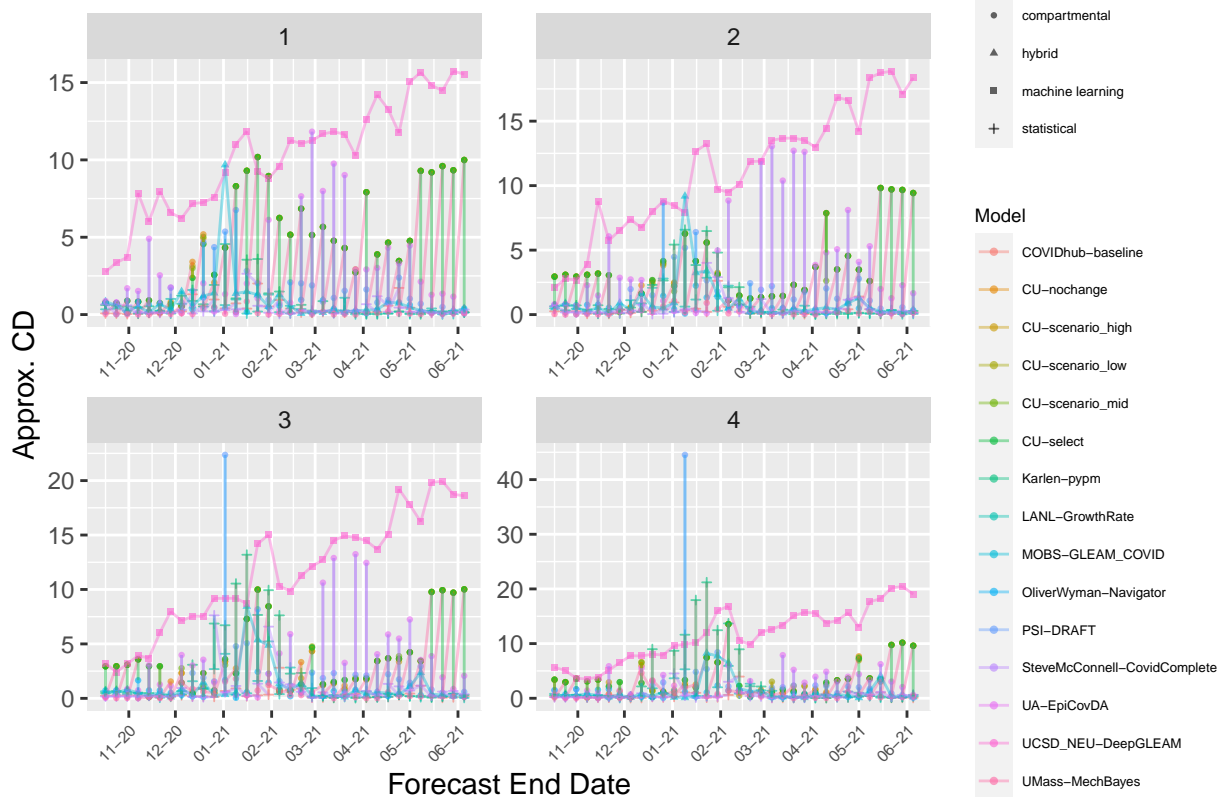 1
2
15
10
5
0
15
10
5
0
11−20
12−20
01−21
02−21
03−21
04−21
05−21
06−21
11−20
12−20
01−21
02−21
03−21
04−21
05−21
06−21
3
4
20
15
10
5
0
40
30
20
10
0
11−20
12−20
01−21
02−21
03−21
04−21
05−21
06−21
11−20
12−20
01−21
02−21
03−21
04−21
05−21
06−21
Approx. CD
Forecast End Date
compartmental
hybrid
machine learning
statistical
Model
COVIDhub−baseline
CU−nochange
CU−scenario_high
CU−scenario_low
CU−scenario_mid
CU−select
Karlen−pypm
LANL−GrowthRate
MOBS−GLEAM_COVID
OliverWyman−Navigator
PSI−DRAFT
SteveMcConnell−CovidComplete
UA−EpiCovDA
UCSD_NEU−DeepGLEAM
UMass−MechBayes